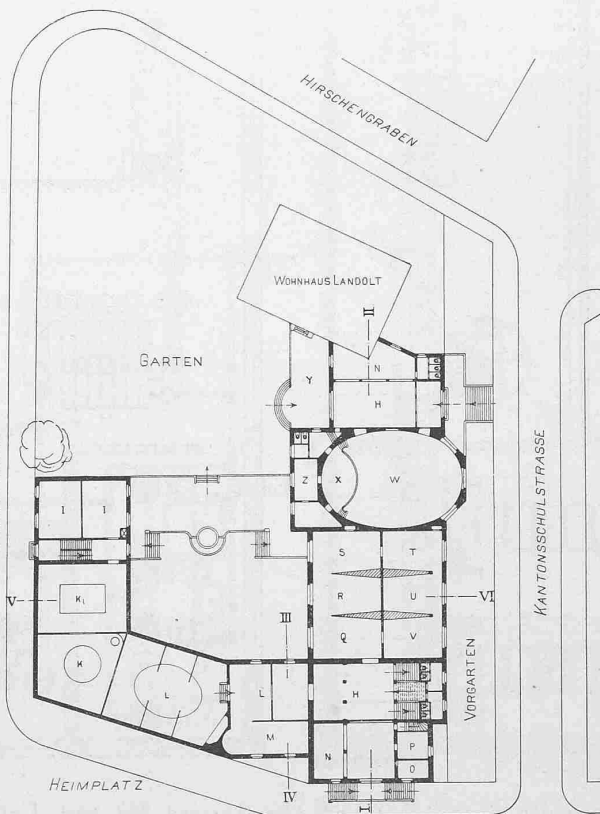 HIRSCHENGRABEN
WOHNHAUS LANDOLT
II
N
GARTEN
Y
H
Z
X
W
I I
S T
KANTONSSCHULSTRASSE
V
K1
R U
VI
III
Q V
K
L
L
H
VORGARTEN
M
N
P
O
HEIMPLATZ
IV
I